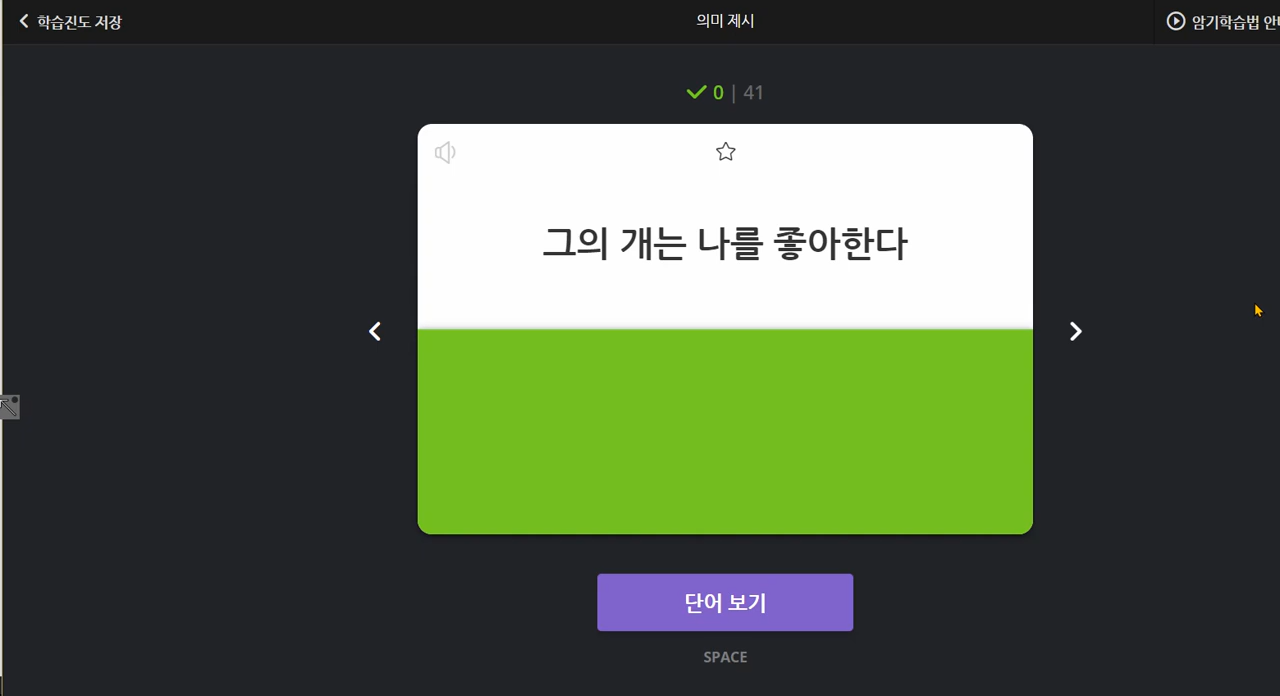 학습진도 저장
의미 제시
암기학습법 안
0 | 41
그의 개는 나를 좋아한다
단어 보기
SPACE